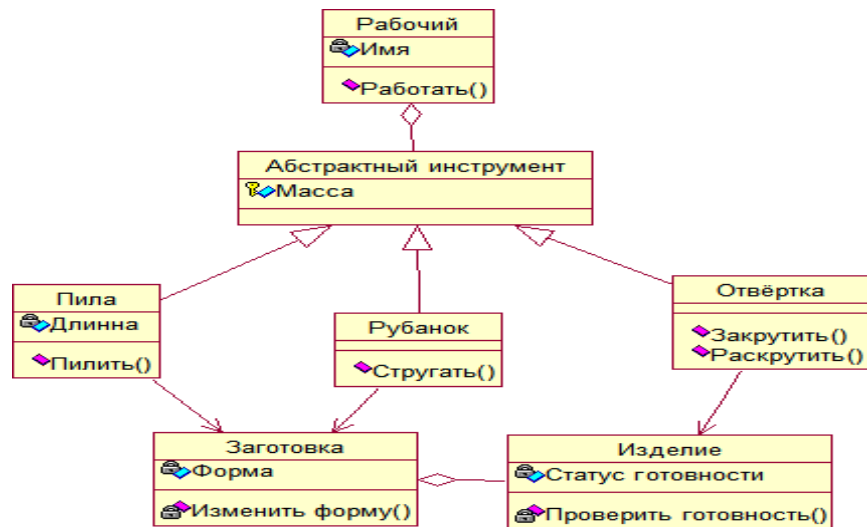 Рабочий
Имя
Работать()
Абстрактный инструмент
Масса
Пила
Длинна
Пилить()
Рубанок
Стругать()
Отвёртка
Закрутить()
Раскрутить()
Заготовка
Форма
Изменить форму()
Изделие
Статус готовности
Проверить готовность()